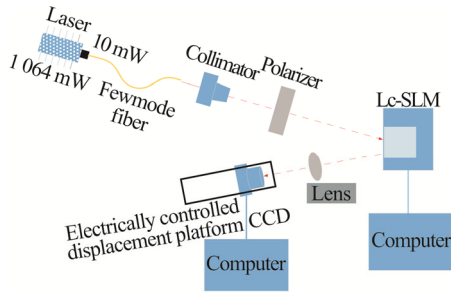 Laser
10 mW
1 064 mW
Fewmode
fiber
Collimator
Polarizer
Lc-SLM
Lens
Electrically controlled
displacement platform
CCD
Computer
Computer